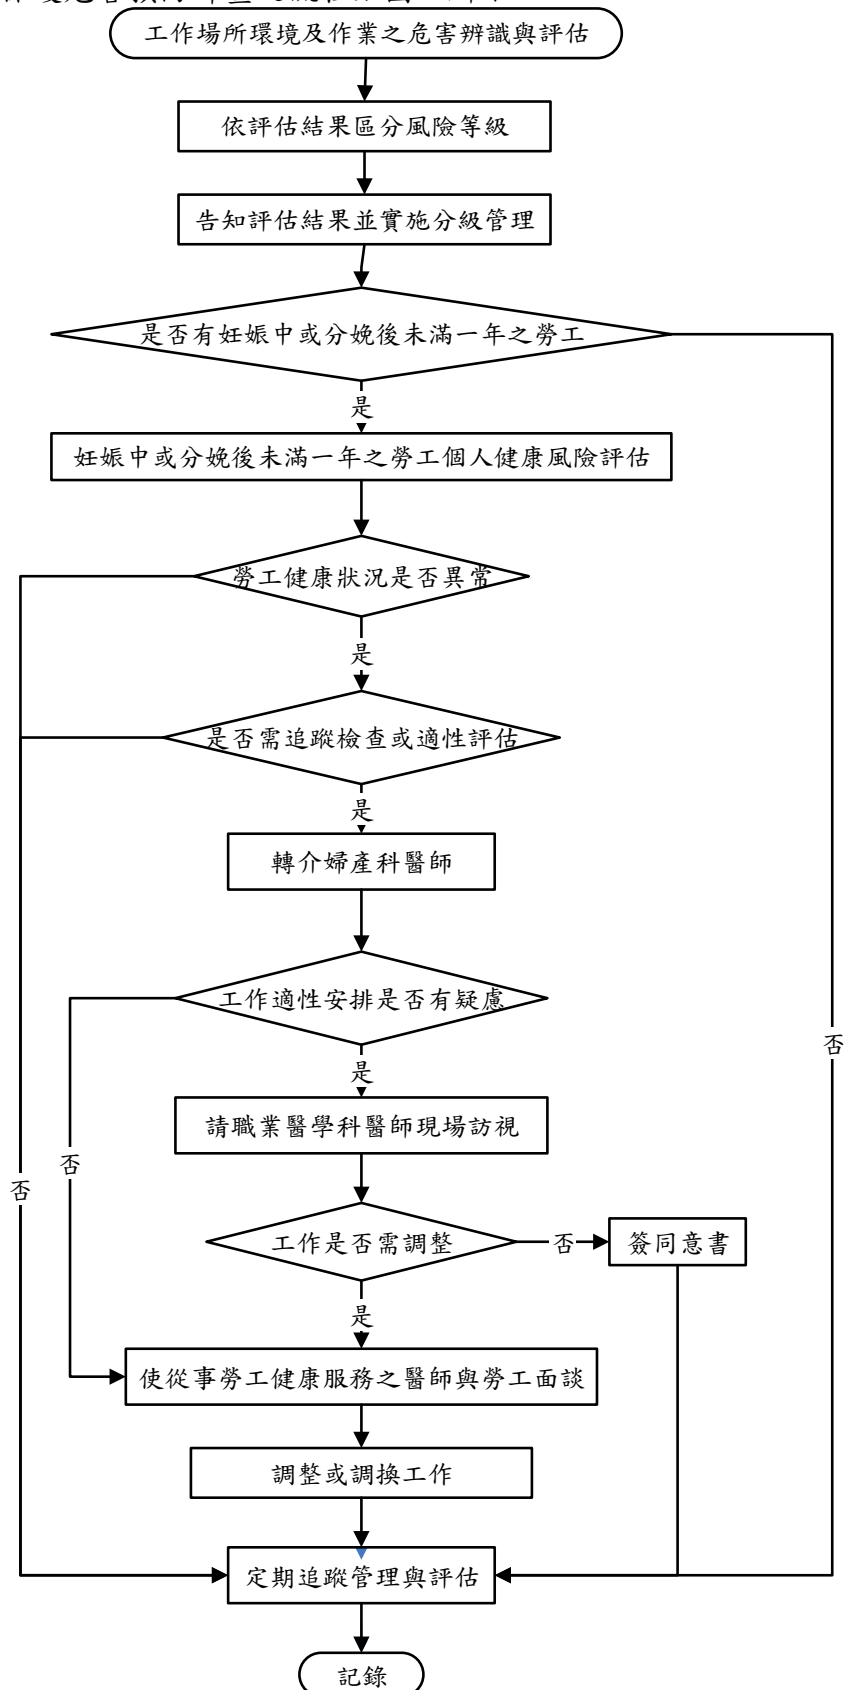 工作場所環境及作業之危害辨識與評估
依評估結果區分風險等級
告知評估結果並實施分級管理
是否有妊娠中或分娩後未滿一年之勞工
是
妊娠中或分娩後未滿一年之勞工個人健康風險評估
勞工健康狀況是否異常
是
是否需追蹤檢查或適性評估
是
轉介婦產科醫師
工作適性安排是否有疑慮
否
是
請職業醫學科醫師現場訪視
否
否
工作是否需調整
否
簽同意書
是
使從事勞工健康服務之醫師與勞工面談
調整或調換工作
定期追蹤管理與評估
記錄